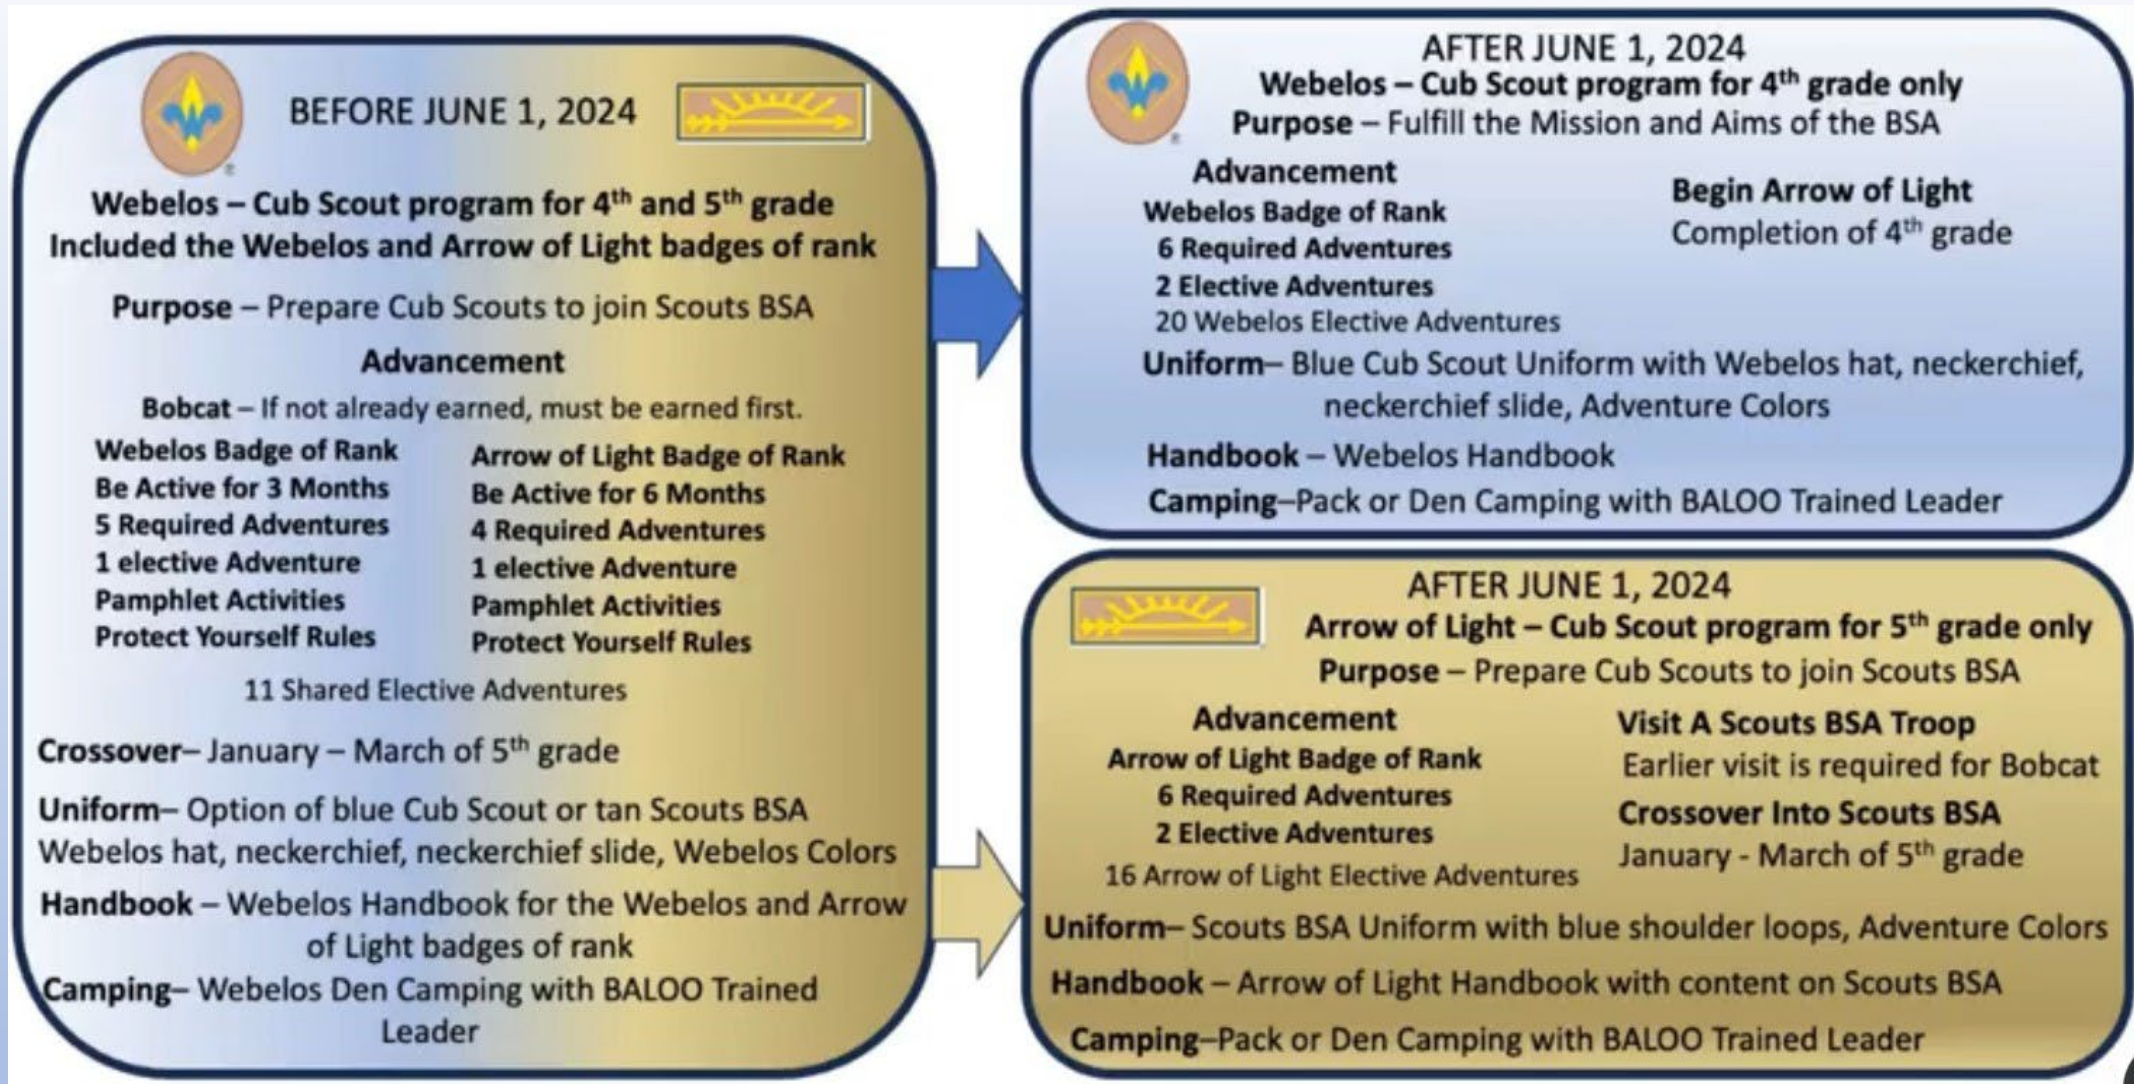 BEFORE JUNE 1, 2024
Webelos – Cub Scout program for 4th and 5th grade
Included the Webelos and Arrow of Light badges of rank
Purpose – Prepare Cub Scouts to join Scouts BSA
Advancement
Bobcat – If not already earned, must be earned first.
Webelos Badge of Rank
Be Active for 3 Months
5 Required Adventures
1 elective Adventure
Pamphlet Activities
Protect Yourself Rules
Arrow of Light Badge of Rank
Be Active for 6 Months
4 Required Adventures
1 elective Adventure
Pamphlet Activities
Protect Yourself Rules
11 Shared Elective Adventures
Crossover– January – March of 5th grade
Uniform– Option of blue Cub Scout or tan Scouts BSA
Webelos hat, neckerchief, neckerchief slide, Webelos Colors
Handbook – Webelos Handbook for the Webelos and Arrow
of Light badges of rank
Camping– Webelos Den Camping with BALOO Trained
Leader
AFTER JUNE 1, 2024
Webelos – Cub Scout program for 4th grade only
Purpose – Fulfill the Mission and Aims of the BSA
Advancement
Webelos Badge of Rank
6 Required Adventures
2 Elective Adventures
20 Webelos Elective Adventures
Begin Arrow of Light
Completion of 4th grade
Uniform– Blue Cub Scout Uniform with Webelos hat, neckerchief,
neckerchief slide, Adventure Colors
Handbook – Webelos Handbook
Camping–Pack or Den Camping with BALOO Trained Leader
AFTER JUNE 1, 2024
Arrow of Light – Cub Scout program for 5th grade only
Purpose – Prepare Cub Scouts to join Scouts BSA
Advancement
Arrow of Light Badge of Rank
6 Required Adventures
2 Elective Adventures
16 Arrow of Light Elective Adventures
Visit A Scouts BSA Troop
Earlier visit is required for Bobcat
Crossover Into Scouts BSA
January - March of 5th grade
Uniform– Scouts BSA Uniform with blue shoulder loops, Adventure Colors
Handbook – Arrow of Light Handbook with content on Scouts BSA
Camping–Pack or Den Camping with BALOO Trained Leader